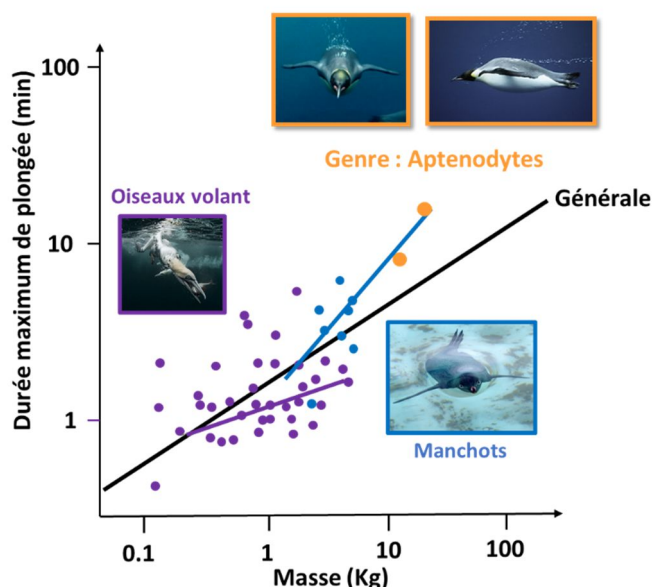 100
Durée maximum de plongée (min)
Genre : Aptenodytes
Oiseaux volant
Générale
10
1
Manchots
0.1
1
10
100
Masse (Kg)